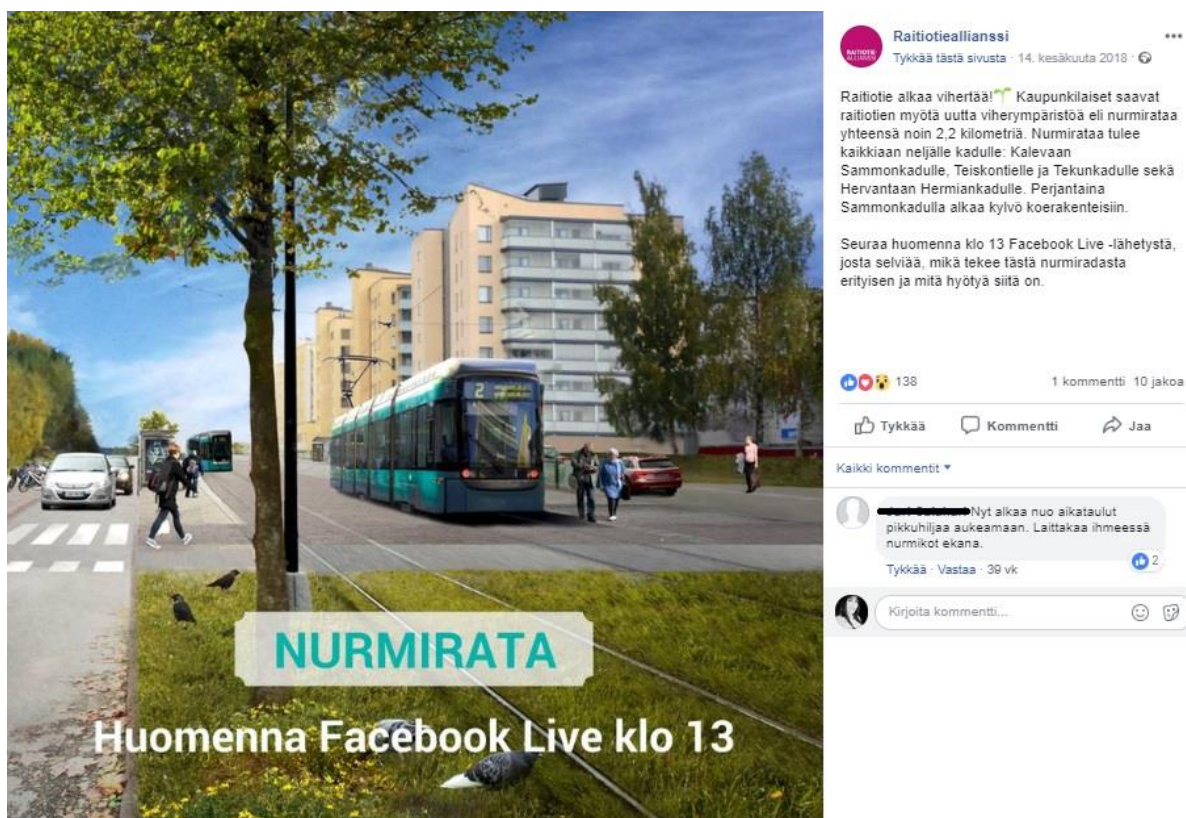 2
NURMIRATA
Huomenna Facebook Live klo 13
RAITIOTIE-
ALLIANSSI
Raitiotieallianssi
Tykkää tästä sivusta · 14. kesäkuuta 2018 ·
Raitiotie alkaa vihertää! Kaupunkilaiset saavat
raitiotien myötä uutta viherympäristöä eli nurmirataa
yhteensä noin 2,2 kilometriä. Nurmirataa tulee
kaikkiaan neljälle kadulle: Kalevaan
Sammonkadulle, Teiskontielle ja Tekunkadulle sekä
Hervantaan Hermiankadulle. Perjantaina
Sammonkadulla alkaa kylvö koerakenteisiin.
Seuraa huomenna klo 13 Facebook Live -lähetystä,
josta selviää, mikä tekee tästä nurmiradasta
erityisen ja mitä hyötyä siitä on.
138
1 kommentti 10 jakoa
Tykkää Kommentti Jaa
Kaikki kommentit
Nyt alkaa nuo aikataulut
pikkuhiljaa aukeamaan. Laittakaa ihmeessä
nurmikot ekana.
2
Tykkää · Vastaa · 39 vk
Kirjoita kommentti...